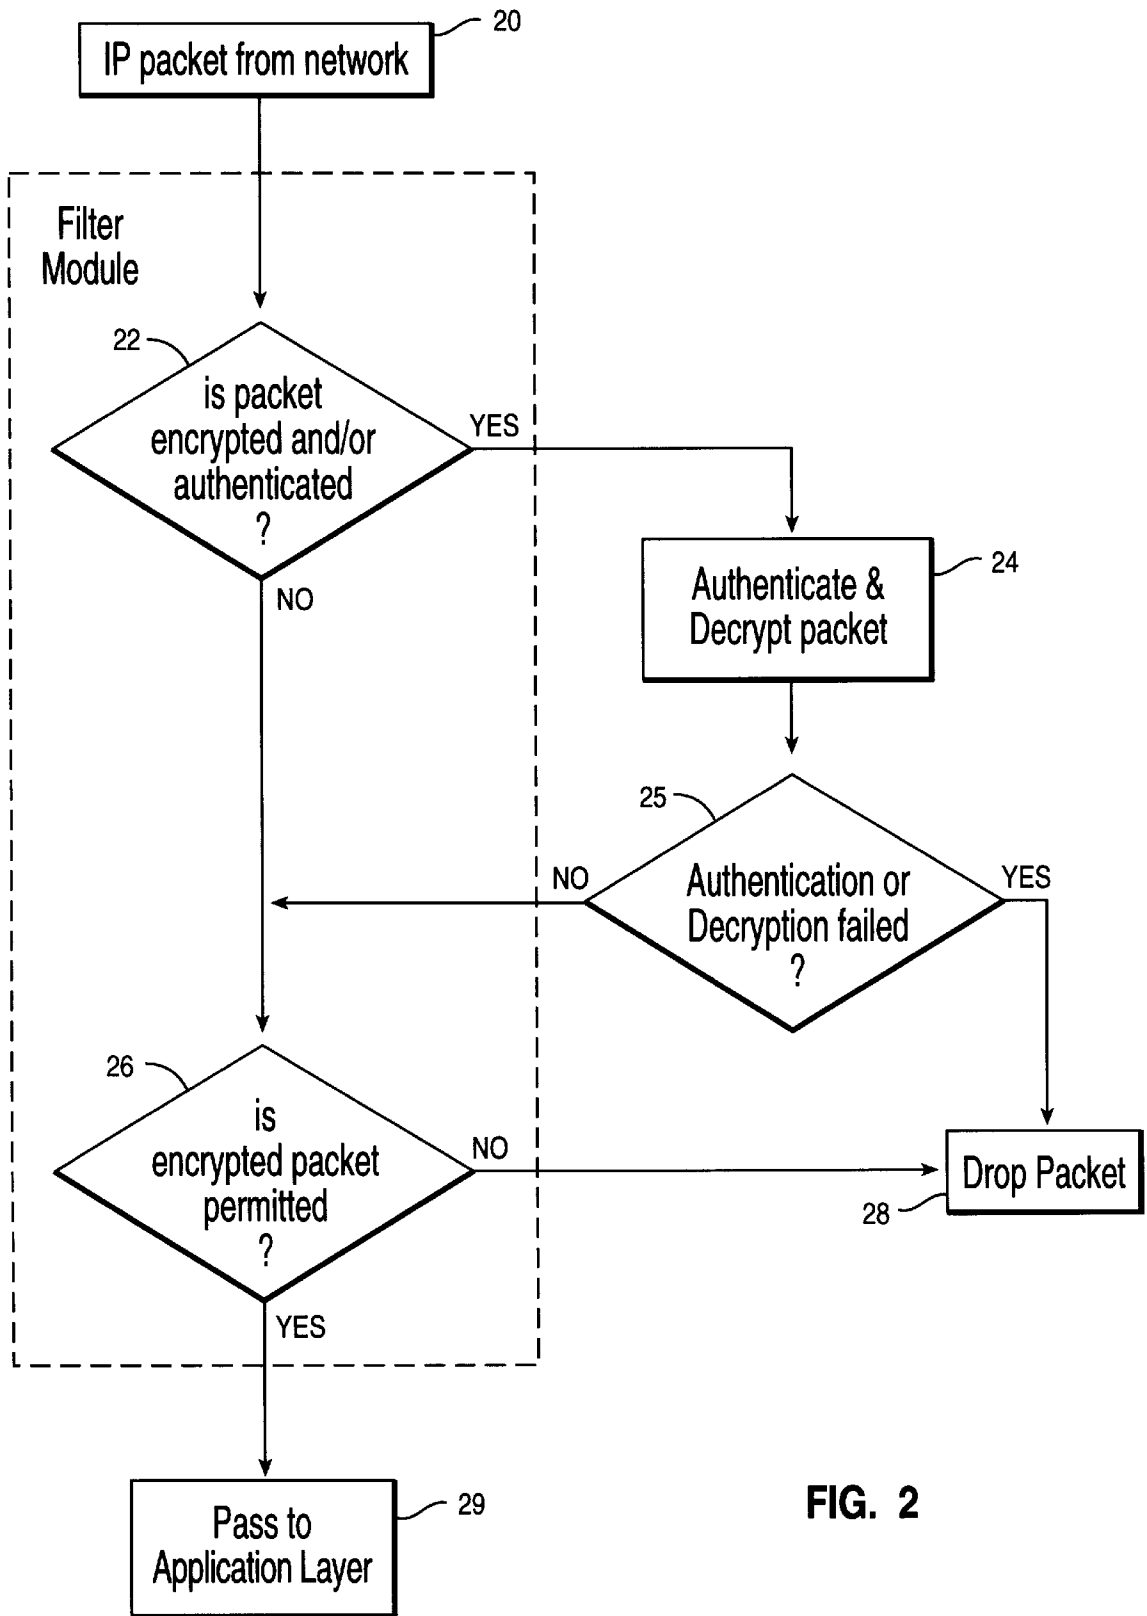 20
IP packet from network
Filter
Module
22
is packet
encrypted and/or
authenticated
?
YES
NO
24
Authenticate &
Decrypt packet
25
Authentication or
Decryption failed
?
NO
YES
26
is
encrypted packet
permitted
?
NO
YES
Drop Packet
28
29
Pass to
Application Layer
FIG. 2